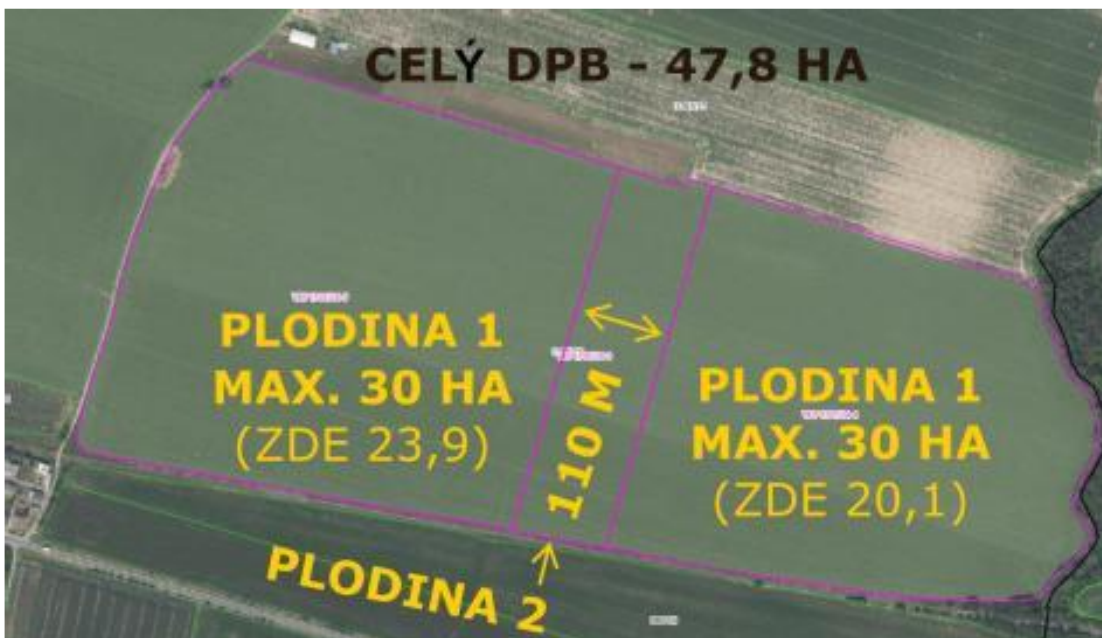 CELÝ DPB - 47,8 HA
PLODINA 1
MAX. 30 HA
(ZDE 23,9)
110 M
PLODINA 1
MAX. 30 HA
(ZDE 20,1)
PLODINA 2